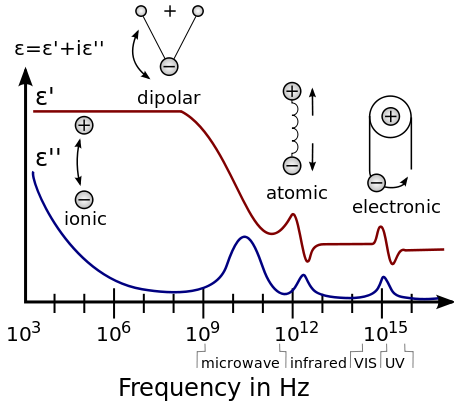 +
ε=ε'+iε''
−
dipolar
ε'
+
+
+
ε''
−
−
−
atomic
electronic
ionic
10³ 10⁶ 10⁹ 10¹² 10¹⁵
microwave infrared VIS UV
Frequency in Hz